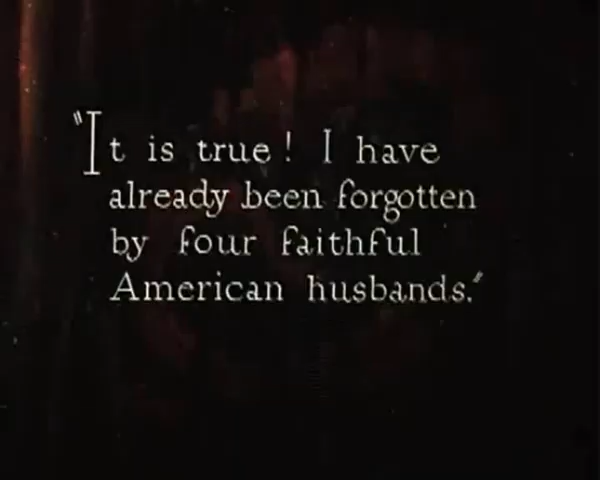 "It is true! I have
already been forgotten
by four faithful
American husbands."